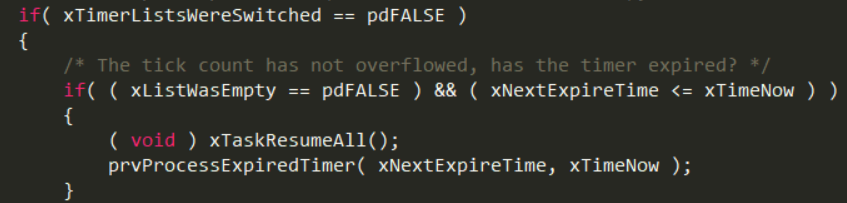 if( xTimerListsWereSwitched == pdFALSE )
{
/* The tick count has not overflowed, has the timer expired? */
if( ( xListWasEmpty == pdFALSE ) && ( xNextExpireTime <= xTimeNow ) )
{
( void ) xTaskResumeAll();
prvProcessExpiredTimer( xNextExpireTime, xTimeNow );
}